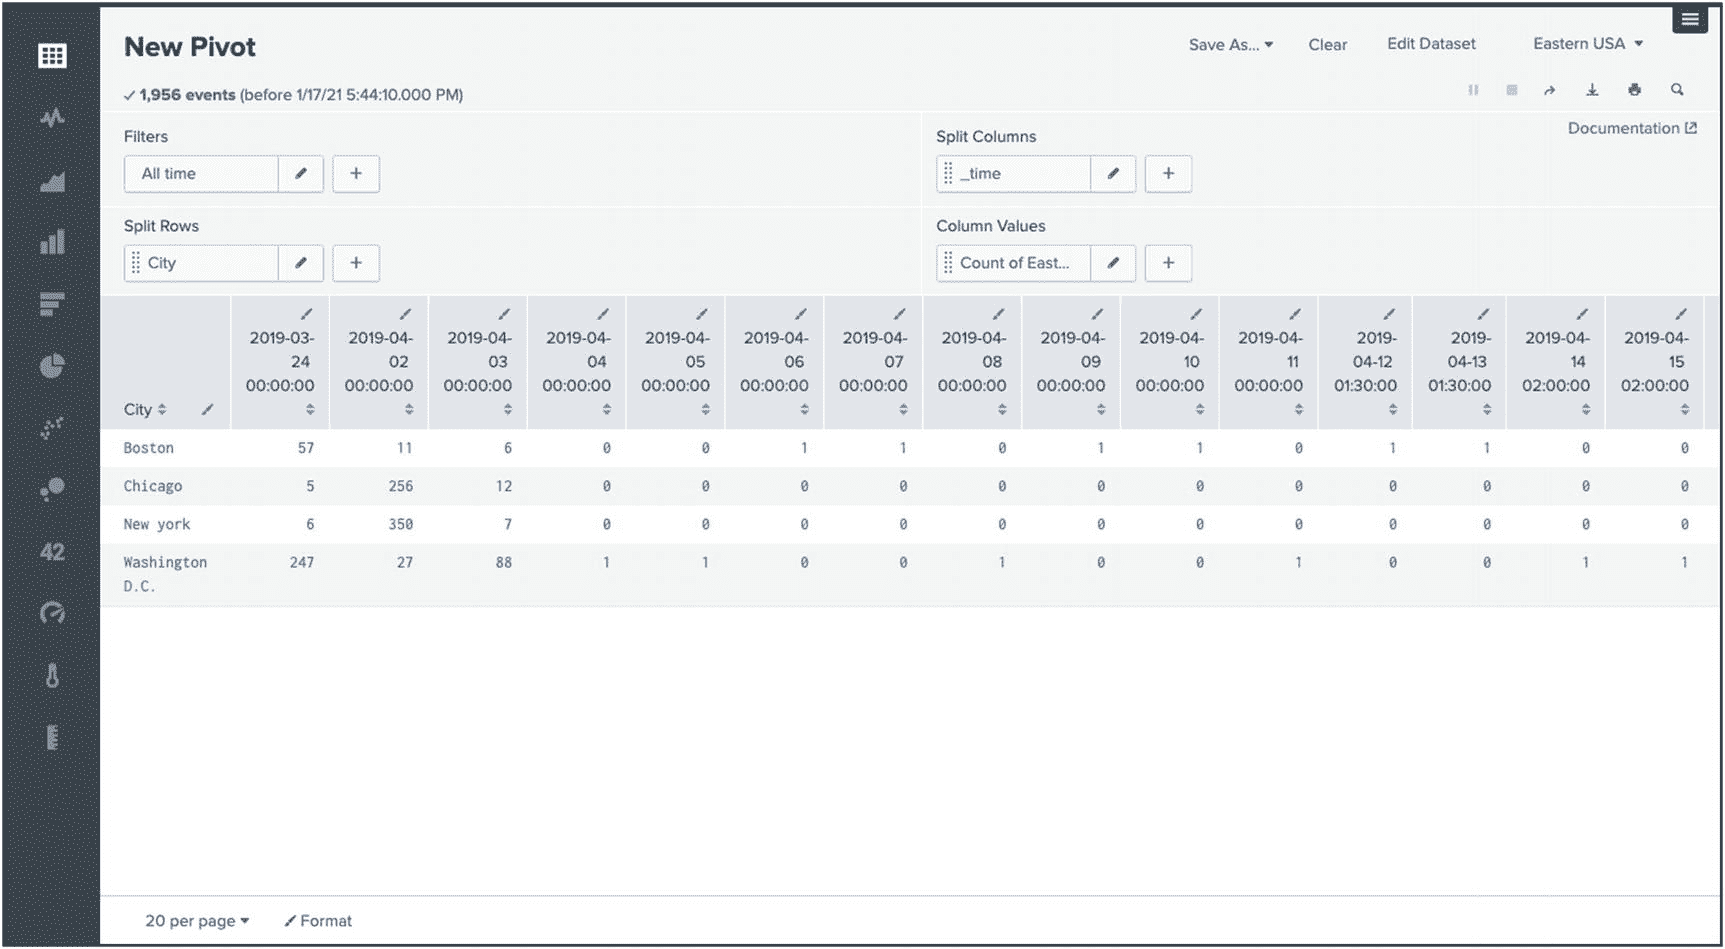 New Pivot
Save As... Clear Edit Dataset Eastern USA
1,956 events (before 1/17/21 5:44:10.000 PM)
Documentation
Filters
All time
+
Split Columns
_time
+
Split Rows
City
+
Column Values
Count of East...
+
2019-03- 2019-04- 2019-04- 2019-04- 2019-04- 2019-04- 2019-04- 2019-04- 2019-04- 2019-04- 2019-04- 2019- 2019- 2019-04- 2019-04-
24 02 03 04 05 06 07 08 09 10 11 04-12 04-13 14 15
00:00:00 00:00:00 00:00:00 00:00:00 00:00:00 00:00:00 00:00:00 00:00:00 00:00:00 00:00:00 00:00:00 01:30:00 01:30:00 02:00:00 02:00:00
City
Boston 57 11 6 0 0 1 1 0 1 1 0 1 1 0 0
Chicago 5 256 12 0 0 0 0 0 0 0 0 0 0 0 0
New york 6 350 7 0 0 0 0 0 0 0 0 0 0 0 0
Washington 247 27 88 1 1 0 0 1 0 0 1 0 0 1 1
D.C.
42
20 per page Format